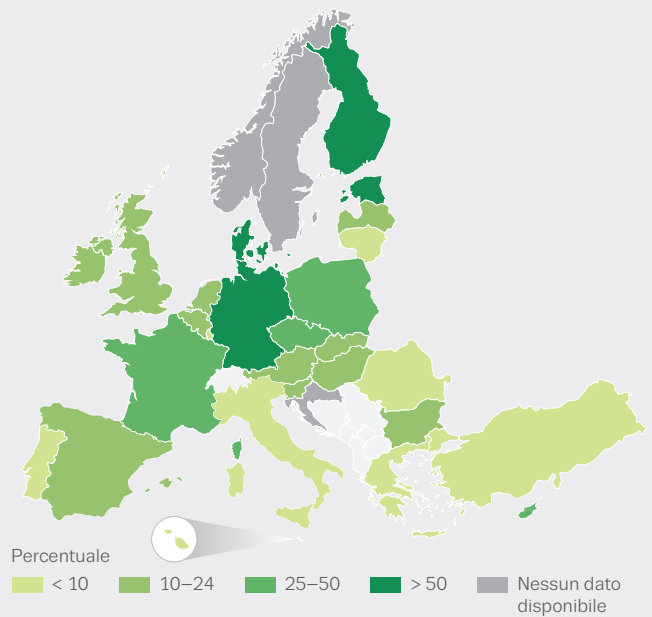 Percentuale
< 10
10–24
25–50
> 50
Nessun dato
disponibile